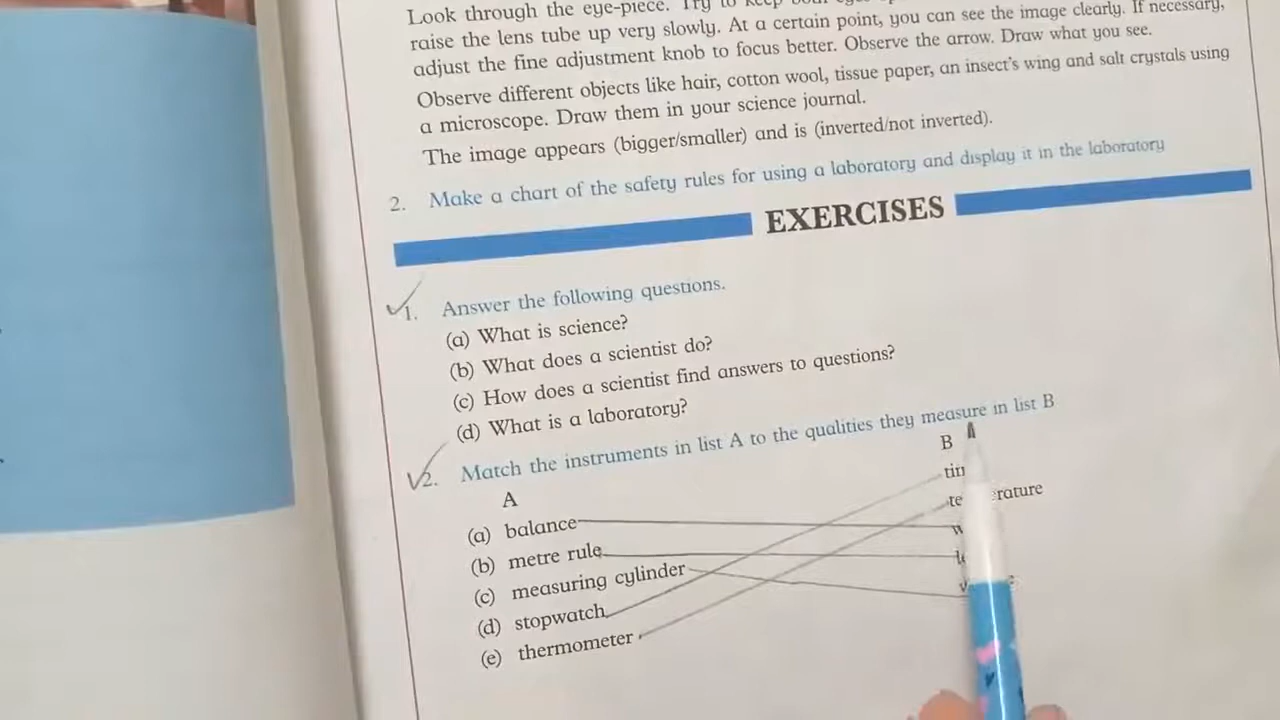 Look through the eye-piece. Try to keep both
raise the lens tube up very slowly. At a certain point, you can see the image clearly. If necessary,
adjust the fine adjustment knob to focus better. Observe the arrow. Draw what you see.
Observe different objects like hair, cotton wool, tissue paper, an insect's wing and salt crystals using
a microscope. Draw them in your science journal.
The image appears (bigger/smaller) and is (inverted/not inverted).
2. Make a chart of the safety rules for using a laboratory and display it in the laboratory
EXERCISES
1. Answer the following questions.
(a) What is science?
(b) What does a scientist do?
(c) How does a scientist find answers to questions?
(d) What is a laboratory?
2. Match the instruments in list A to the qualities they measure in list B
A B
(a) balance
(b) metre rule
(c) measuring cylinder
(d) stopwatch
(e) thermometer